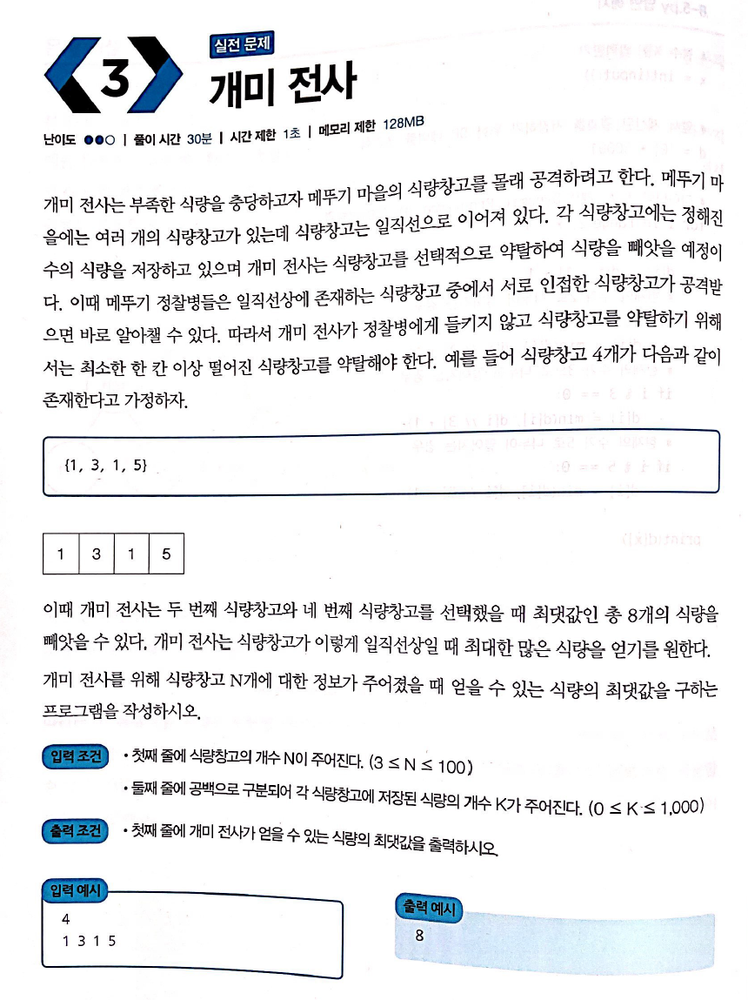 3
실전 문제
개미 전사
난이도 ●●○ | 풀이 시간 30분 | 시간 제한 1초 | 메모리 제한 128MB
개미 전사는 부족한 식량을 충당하고자 메뚜기 마을의 식량창고를 몰래 공격하려고 한다. 메뚜기 마
을에는 여러 개의 식량창고가 있는데 식량창고는 일직선으로 이어져 있다. 각 식량창고에는 정해진
수의 식량을 저장하고 있으며 개미 전사는 식량창고를 선택적으로 약탈하여 식량을 빼앗을 예정이
다. 이때 메뚜기 정찰병들은 일직선상에 존재하는 식량창고 중에서 서로 인접한 식량창고가 공격받
으면 바로 알아챌 수 있다. 따라서 개미 전사가 정찰병에게 들키지 않고 식량창고를 약탈하기 위해
서는 최소한 한 칸 이상 떨어진 식량창고를 약탈해야 한다. 예를 들어 식량창고 4개가 다음과 같이
존재한다고 가정하자.
{1, 3, 1, 5}
1 3 1 5
이때 개미 전사는 두 번째 식량창고와 네 번째 식량창고를 선택했을 때 최댓값인 총 8개의 식량을
빼앗을 수 있다. 개미 전사는 식량창고가 이렇게 일직선상일 때 최대한 많은 식량을 얻기를 원한다.
개미 전사를 위해 식량창고 N개에 대한 정보가 주어졌을 때 얻을 수 있는 식량의 최댓값을 구하는
프로그램을 작성하시오.
입력 조건 • 첫째 줄에 식량창고의 개수 N이 주어진다. (3 ≤ N ≤ 100)
• 둘째 줄에 공백으로 구분되어 각 식량창고에 저장된 식량의 개수 K가 주어진다. (0 ≤ K ≤ 1,000)
출력 조건 • 첫째 줄에 개미 전사가 얻을 수 있는 식량의 최댓값을 출력하시오.
입력 예시
4
1 3 1 5
출력 예시
8